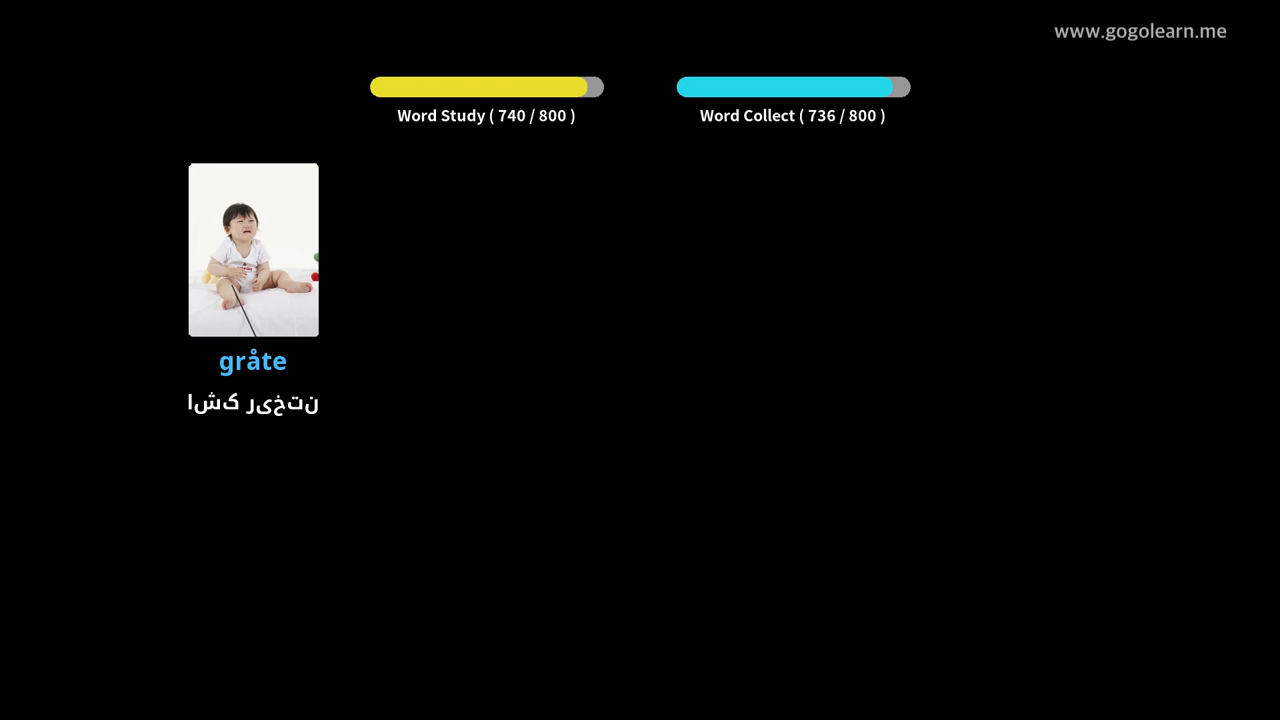 www.gogolearn.me
Word Study ( 740 / 800 )
Word Collect ( 736 / 800 )
gråte
اشک ریختن